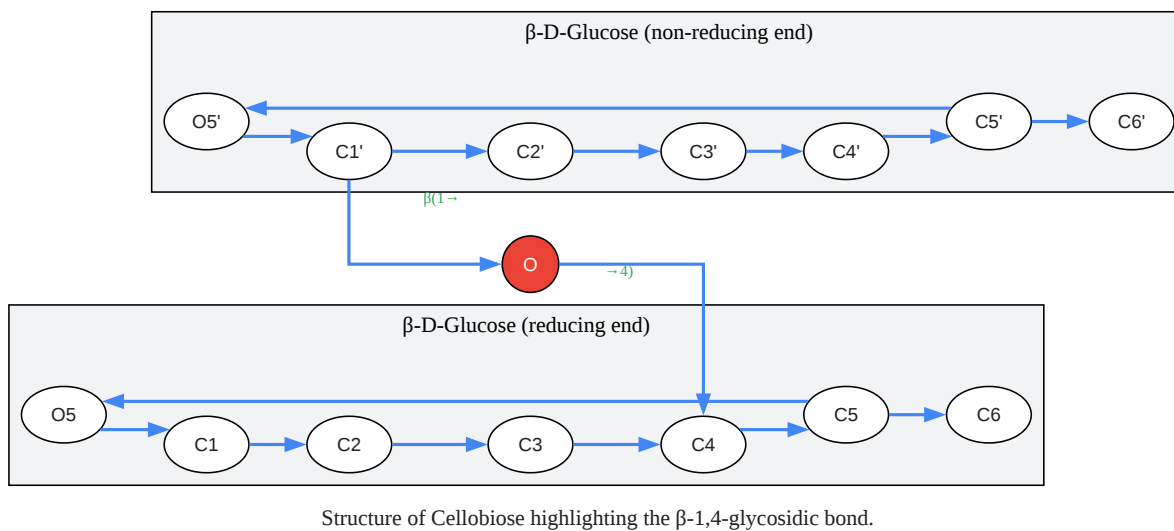 β-D-Glucose (non-reducing end)
O5'
C1'
C2'
C3'
C4'
C5'
C6'
β(1→
O
→4)
β-D-Glucose (reducing end)
O5
C1
C2
C3
C4
C5
C6
Structure of Cellobiose highlighting the β-1,4-glycosidic bond.